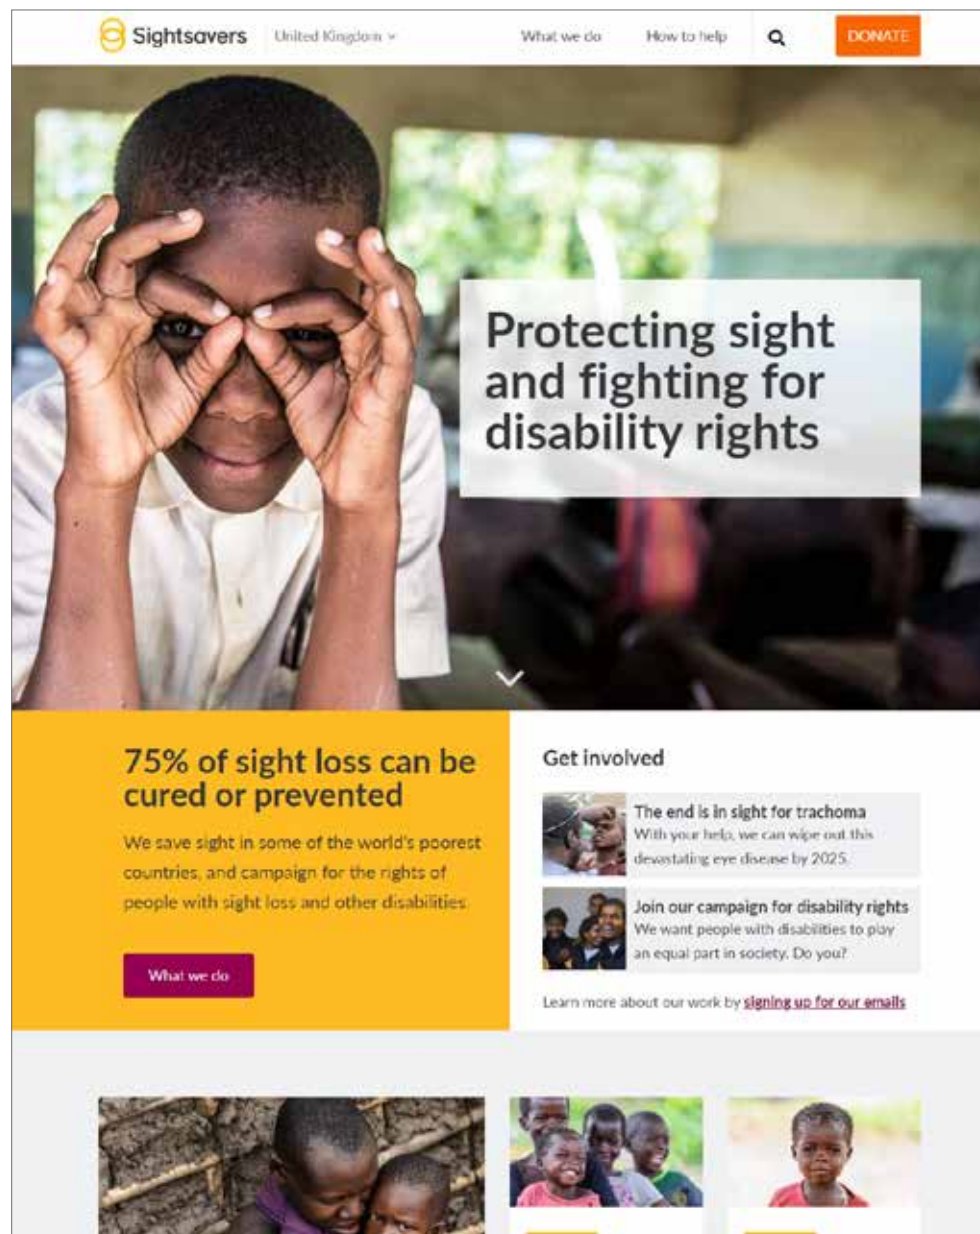 Sightsavers
United Kingdom
What we do
How to help
DONATE
Protecting sight
and fighting for
disability rights
75% of sight loss can be
cured or prevented
We save sight in some of the world's poorest
countries, and campaign for the rights of
people with sight loss and other disabilities.
What we do
Get involved
The end is in sight for trachoma
With your help, we can wipe out this
devastating eye disease by 2025.
Join our campaign for disability rights
We want people with disabilities to play
an equal part in society. Do you?
Learn more about our work by signing up for our emails